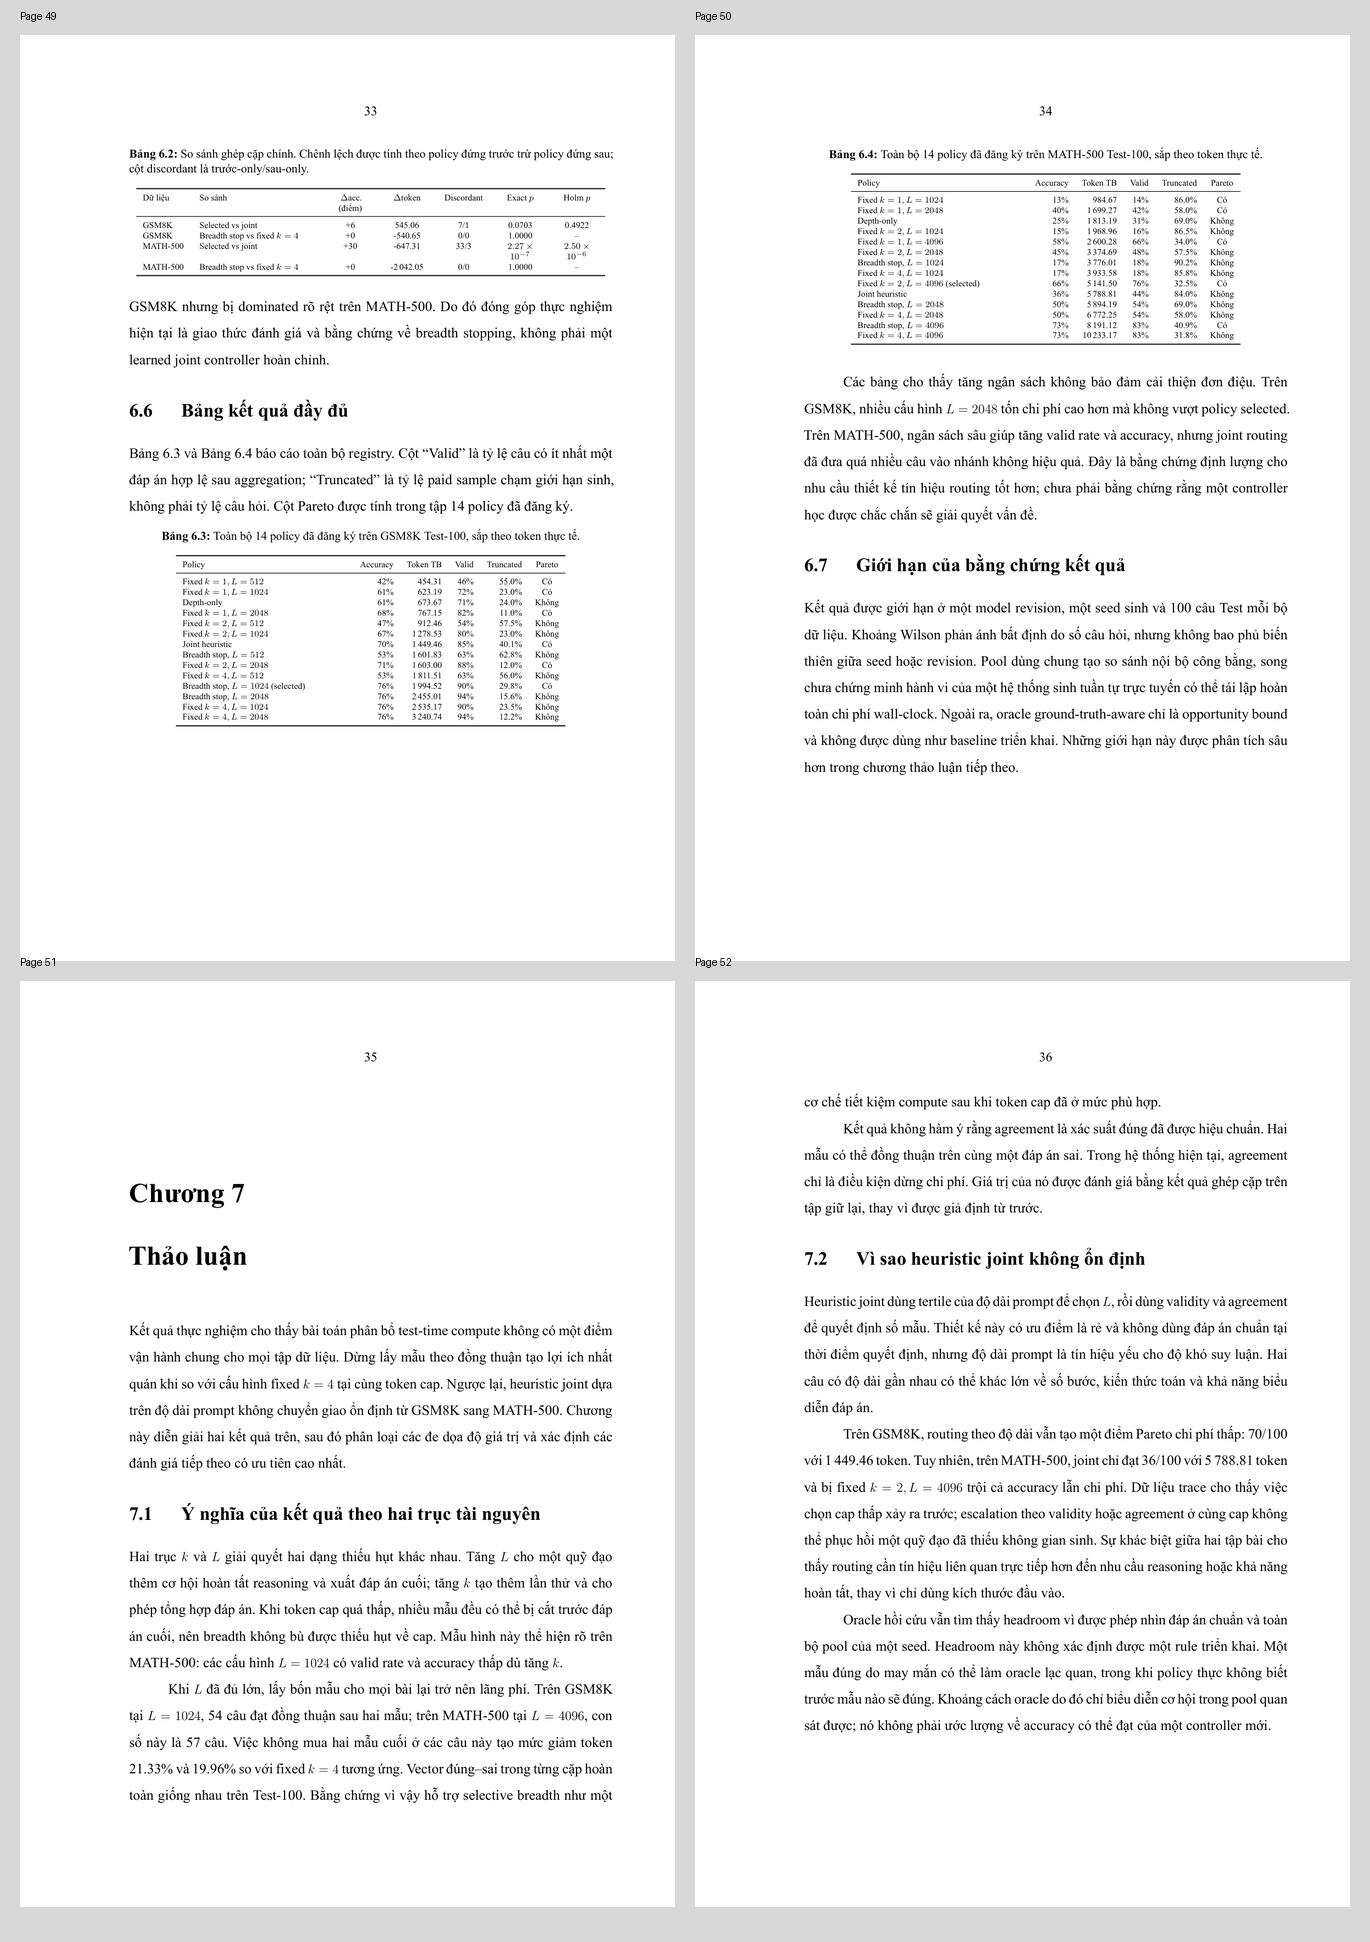 Page 49
33
Bảng 6.2: So sánh ghép cặp chính. Chênh lệch được tính theo policy đứng trước trừ policy đứng sau;
cột discordant là trước-only/sau-only.
Dữ liệu So sánh Δacc. Δtoken Discordant Exact p Holm p
(điểm)
GSM8K Selected vs joint +6 545.06 7/1 0.0703 0.4922
GSM8K Breadth stop vs fixed k = 4 +0 -540.65 0/0 1.0000 –
MATH-500 Selected vs joint +30 -647.31 33/3 2.27 × 2.50 ×
10⁻⁷ 10⁻⁶
MATH-500 Breadth stop vs fixed k = 4 +0 -2 042.05 0/0 1.0000 –
GSM8K nhưng bị dominated rõ rệt trên MATH-500. Do đó đóng góp thực nghiệm
hiện tại là giao thức đánh giá và bằng chứng về breadth stopping, không phải một
learned joint controller hoàn chỉnh.
6.6 Bảng kết quả đầy đủ
Bảng 6.3 và Bảng 6.4 báo cáo toàn bộ registry. Cột “Valid” là tỷ lệ câu có ít nhất một
đáp án hợp lệ sau aggregation; “Truncated” là tỷ lệ paid sample chạm giới hạn sinh,
không phải tỷ lệ câu hỏi. Cột Pareto được tính trong tập 14 policy đã đăng ký.
Bảng 6.3: Toàn bộ 14 policy đã đăng ký trên GSM8K Test-100, sắp theo token thực tế.
Policy Accuracy Token TB Valid Truncated Pareto
Fixed k = 1, L = 512 42% 454.31 46% 55.0% Có
Fixed k = 1, L = 1024 61% 623.19 72% 23.0% Có
Depth-only 61% 673.67 71% 24.0% Không
Fixed k = 1, L = 2048 68% 767.15 82% 11.0% Có
Fixed k = 2, L = 512 47% 912.46 54% 57.5% Không
Fixed k = 2, L = 1024 67% 1 278.53 80% 23.0% Không
Joint heuristic 70% 1 449.46 85% 40.1% Có
Breadth stop, L = 512 53% 1 601.83 63% 62.8% Không
Fixed k = 2, L = 2048 71% 1 603.00 88% 12.0% Có
Fixed k = 4, L = 512 53% 1 811.51 63% 56.0% Không
Breadth stop, L = 1024 (selected) 76% 1 994.52 90% 29.8% Có
Breadth stop, L = 2048 76% 2 455.01 94% 15.6% Không
Fixed k = 4, L = 1024 76% 2 535.17 90% 23.5% Không
Fixed k = 4, L = 2048 76% 3 240.74 94% 12.2% Không
Page 50
34
Bảng 6.4: Toàn bộ 14 policy đã đăng ký trên MATH-500 Test-100, sắp theo token thực tế.
Policy Accuracy Token TB Valid Truncated Pareto
Fixed k = 1, L = 1024 13% 984.67 14% 86.0% Có
Fixed k = 1, L = 2048 40% 1 699.27 42% 58.0% Có
Depth-only 25% 1 813.19 31% 69.0% Không
Fixed k = 2, L = 1024 15% 1 968.96 16% 86.5% Không
Fixed k = 1, L = 4096 58% 2 600.28 66% 34.0% Có
Fixed k = 2, L = 2048 45% 3 374.69 48% 57.5% Không
Breadth stop, L = 1024 17% 3 776.01 18% 90.2% Không
Fixed k = 4, L = 1024 17% 3 933.58 18% 85.8% Không
Fixed k = 2, L = 4096 (selected) 66% 5 141.50 76% 32.5% Có
Joint heuristic 36% 5 788.81 44% 84.0% Không
Breadth stop, L = 2048 50% 5 894.19 54% 69.0% Không
Fixed k = 4, L = 2048 50% 6 772.25 54% 58.0% Không
Breadth stop, L = 4096 73% 8 191.12 83% 40.9% Có
Fixed k = 4, L = 4096 73% 10 233.17 83% 31.8% Không
Các bảng cho thấy tăng ngân sách không bảo đảm cải thiện đơn điệu. Trên
GSM8K, nhiều cấu hình L = 2048 tốn chi phí cao hơn mà không vượt policy selected.
Trên MATH-500, ngân sách sâu giúp tăng valid rate và accuracy, nhưng joint routing
đã đưa quá nhiều câu vào nhánh không hiệu quả. Đây là bằng chứng định lượng cho
nhu cầu thiết kế tín hiệu routing tốt hơn; chưa phải bằng chứng rằng một controller
học được chắc chắn sẽ giải quyết vấn đề.
6.7 Giới hạn của bằng chứng kết quả
Kết quả được giới hạn ở một model revision, một seed sinh và 100 câu Test mỗi bộ
dữ liệu. Khoảng Wilson phản ánh bất định do số câu hỏi, nhưng không bao phủ biến
thiên giữa seed hoặc revision. Pool dùng chung tạo so sánh nội bộ công bằng, song
chưa chứng minh hành vi của một hệ thống sinh tuần tự trực tuyến có thể tái lập hoàn
toàn chi phí wall-clock. Ngoài ra, oracle ground-truth-aware chỉ là opportunity bound
và không được dùng như baseline triển khai. Những giới hạn này được phân tích sâu
hơn trong chương thảo luận tiếp theo.
Page 51
35
Chương 7
Thảo luận
Kết quả thực nghiệm cho thấy bài toán phân bổ test-time compute không có một điểm
vận hành chung cho mọi tập dữ liệu. Dừng lấy mẫu theo đồng thuận tạo lợi ích nhất
quán khi so với cấu hình fixed k = 4 tại cùng token cap. Ngược lại, heuristic joint dựa
trên độ dài prompt không chuyển giao ổn định từ GSM8K sang MATH-500. Chương
này diễn giải hai kết quả trên, sau đó phân loại các đe dọa độ giá trị và xác định các
đánh giá tiếp theo có ưu tiên cao nhất.
7.1 Ý nghĩa của kết quả theo hai trục tài nguyên
Hai trục k và L giải quyết hai dạng thiếu hụt khác nhau. Tăng L cho một quỹ đạo
thêm cơ hội hoàn tất reasoning và xuất đáp án cuối; tăng k tạo thêm lần thử và cho
phép tổng hợp đáp án. Khi token cap quá thấp, nhiều mẫu đều có thể bị cắt trước đáp
án cuối, nên breadth không bù được thiếu hụt về cap. Mẫu hình này thể hiện rõ trên
MATH-500: các cấu hình L = 1024 có valid rate và accuracy thấp dù tăng k.
Khi L đã đủ lớn, lấy bốn mẫu cho mọi bài lại trở nên lãng phí. Trên GSM8K
tại L = 1024, 54 câu đạt đồng thuận sau hai mẫu; trên MATH-500 tại L = 4096, con
số này là 57 câu. Việc không mua hai mẫu cuối ở các câu này tạo mức giảm token
21.33% và 19.96% so với fixed k = 4 tương ứng. Vector đúng–sai trong từng cặp hoàn
toàn giống nhau trên Test-100. Bằng chứng vì vậy hỗ trợ selective breadth như một
Page 52
36
cơ chế tiết kiệm compute sau khi token cap đã ở mức phù hợp.
Kết quả không hàm ý rằng agreement là xác suất đúng đã được hiệu chuẩn. Hai
mẫu có thể đồng thuận trên cùng một đáp án sai. Trong hệ thống hiện tại, agreement
chỉ là điều kiện dừng chi phí. Giá trị của nó được đánh giá bằng kết quả ghép cặp trên
tập giữ lại, thay vì được giả định từ trước.
7.2 Vì sao heuristic joint không ổn định
Heuristic joint dùng tertile của độ dài prompt để chọn L, rồi dùng validity và agreement
để quyết định số mẫu. Thiết kế này có ưu điểm là rẻ và không dùng đáp án chuẩn tại
thời điểm quyết định, nhưng độ dài prompt là tín hiệu yếu cho độ khó suy luận. Hai
câu có độ dài gần nhau có thể khác lớn về số bước, kiến thức toán và khả năng biểu
diễn đáp án.
Trên GSM8K, routing theo độ dài vẫn tạo một điểm Pareto chi phí thấp: 70/100
với 1 449.46 token. Tuy nhiên, trên MATH-500, joint chỉ đạt 36/100 với 5 788.81 token
và bị fixed k = 2, L = 4096 trội cả accuracy lẫn chi phí. Dữ liệu trace cho thấy việc
chọn cap thấp xảy ra trước; escalation theo validity hoặc agreement ở cùng cap không
thể phục hồi một quỹ đạo đã thiếu không gian sinh. Sự khác biệt giữa hai tập bài cho
thấy routing cần tín hiệu liên quan trực tiếp hơn đến nhu cầu reasoning hoặc khả năng
hoàn tất, thay vì chỉ dùng kích thước đầu vào.
Oracle hồi cứu vẫn tìm thấy headroom vì được phép nhìn đáp án chuẩn và toàn
bộ pool của một seed. Headroom này không xác định được một rule triển khai. Một
mẫu đúng do may mắn có thể làm oracle lạc quan, trong khi policy thực không biết
trước mẫu nào sẽ đúng. Khoảng cách oracle do đó chỉ biểu diễn cơ hội trong pool quan
sát được; nó không phải ước lượng về accuracy có thể đạt của một controller mới.